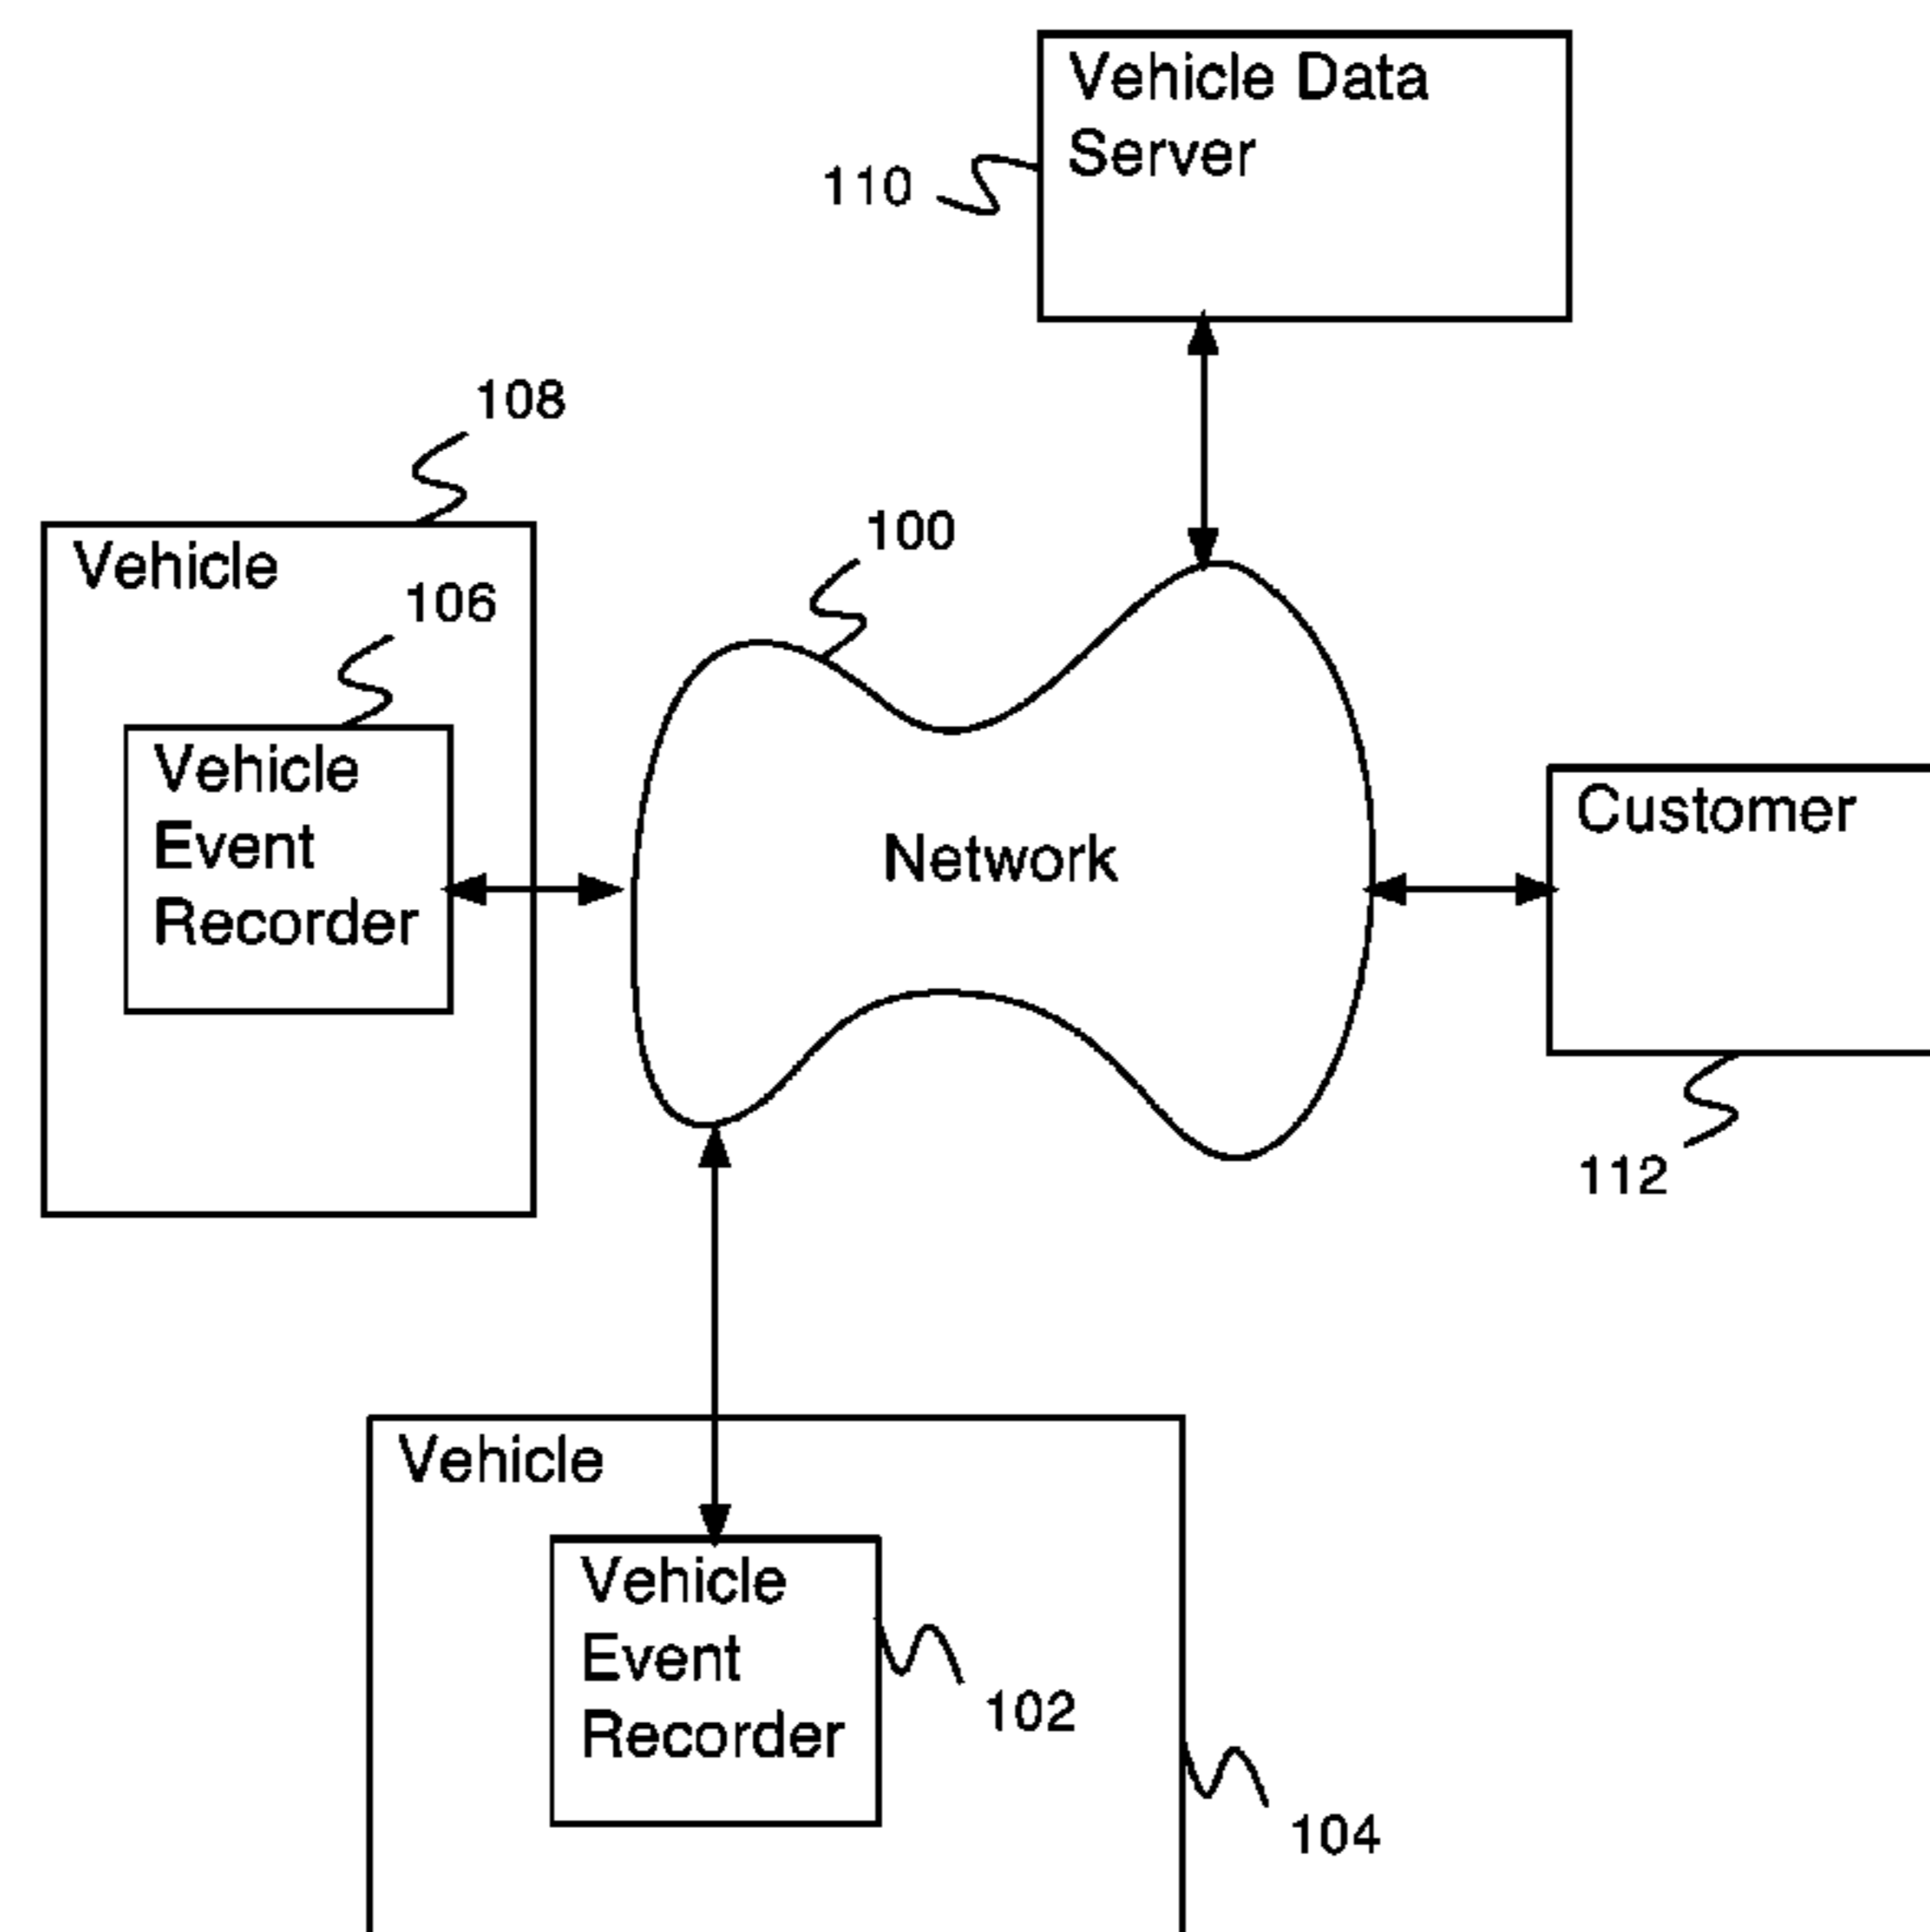 Vehicle Data
Server
110
108
Vehicle
106
100
Vehicle
Event
Recorder
Network
Customer
112
Vehicle
Vehicle
Event
Recorder
102
104